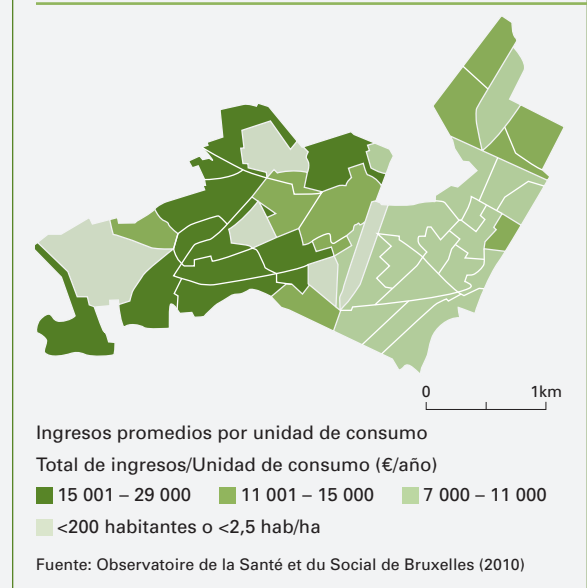 0 1km
Ingresos promedios por unidad de consumo
Total de ingresos/Unidad de consumo (€/año)
15 001 – 29 000 11 001 – 15 000 7 000 – 11 000
<200 habitantes o <2,5 hab/ha
Fuente: Observatoire de la Santé et du Social de Bruxelles (2010)